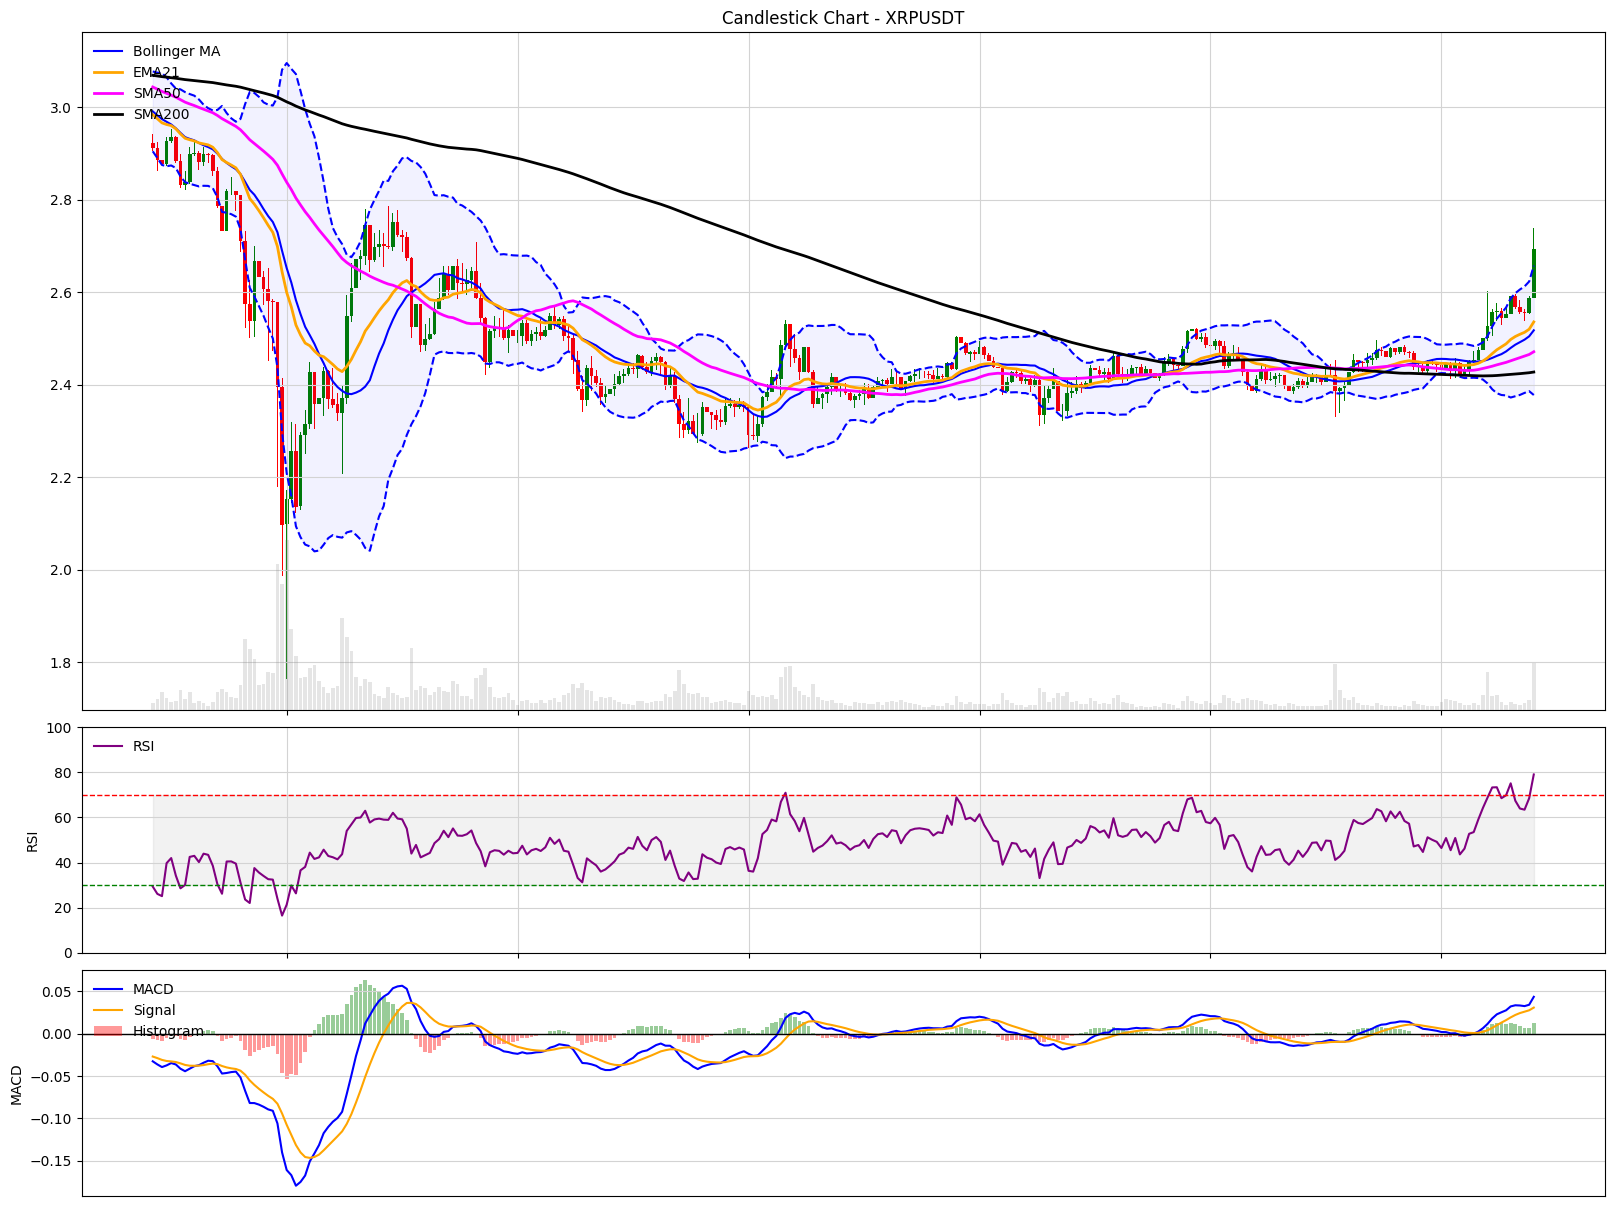 Candlestick Chart - XRPUSDT
Bollinger MA
EMA21
SMA50
SMA200
3.0
2.8
2.6
2.4
2.2
2.0
1.8
RSI
100
80
60
40
20
0
RSI
MACD
Signal
Histogram
0.05
0.00
−0.05
−0.10
−0.15
MACD